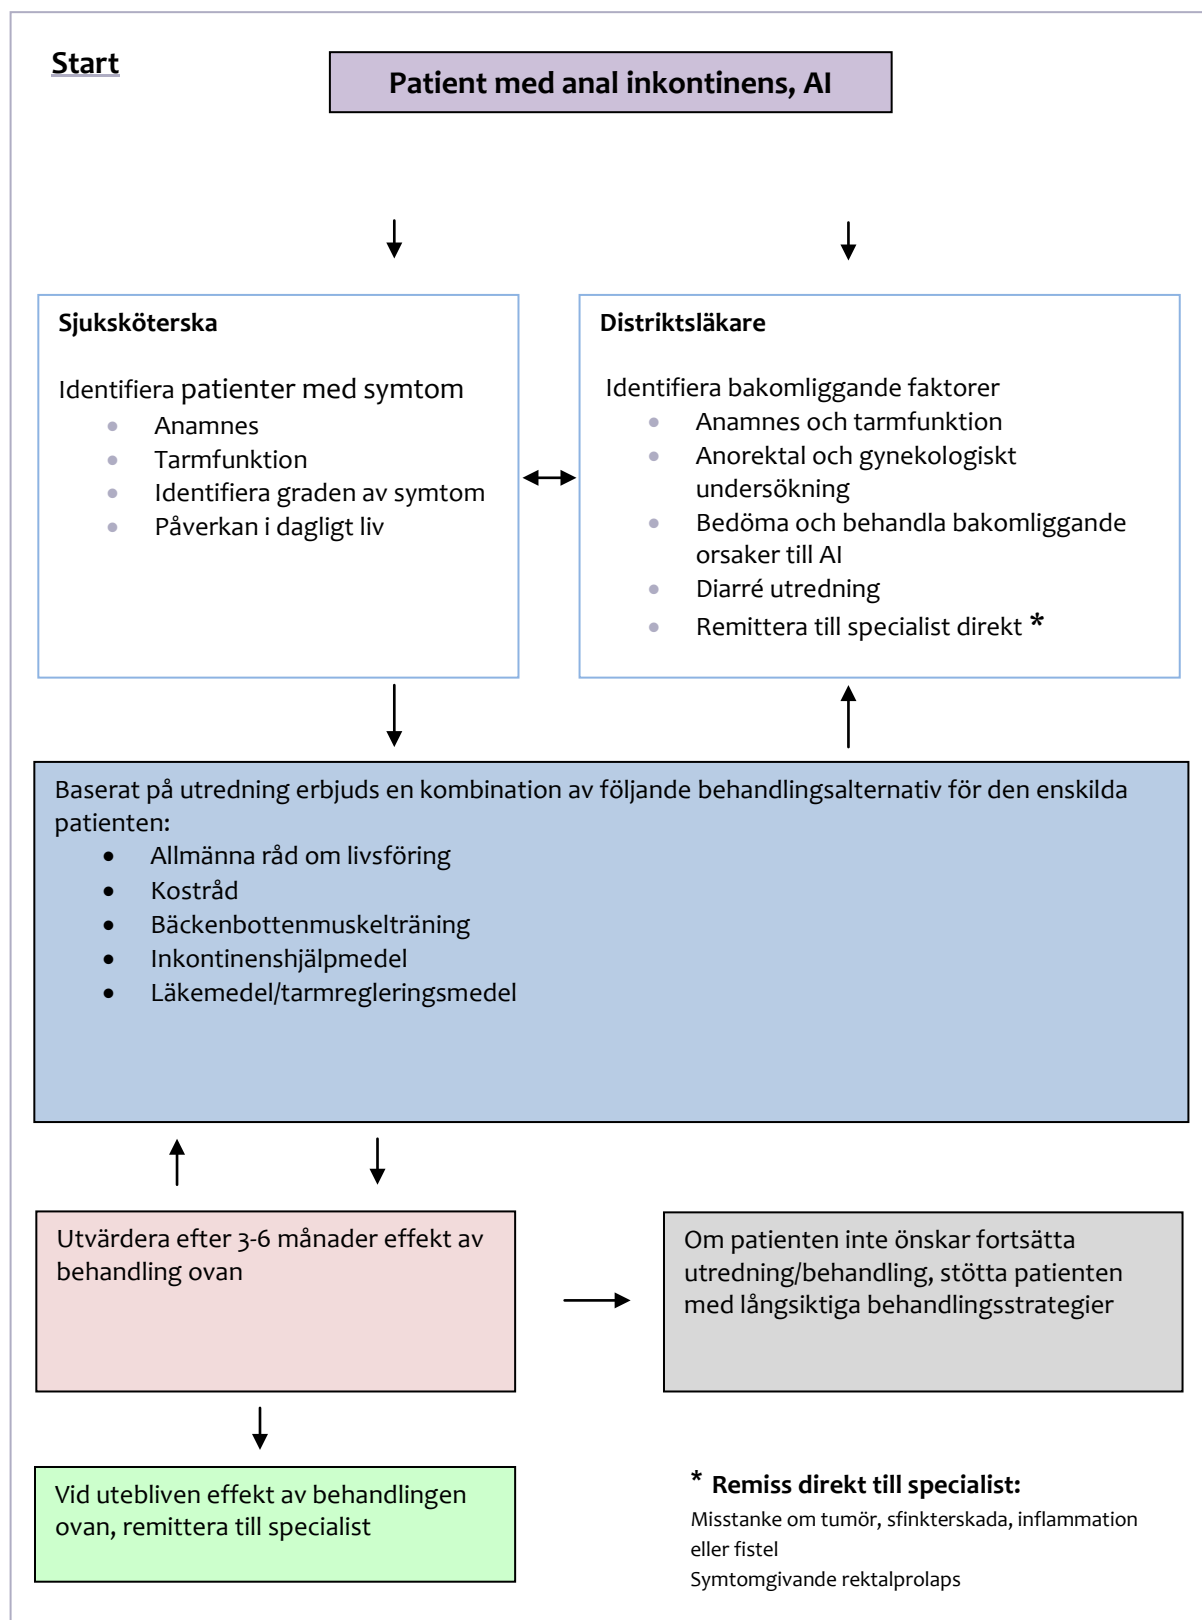 Start
Patient med anal inkontinens, AI
Sjuksköterska
Identifiera patienter med symtom
• Anamnes
• Tarmfunktion
• Identifiera graden av symtom
• Påverkan i dagligt liv
Distriktsläkare
Identifiera bakomliggande faktorer
• Anamnes och tarmfunktion
• Anorektal och gynekologiskt
undersökning
• Bedöma och behandla bakomliggande
orsaker till AI
• Diarré utredning
• Remittera till specialist direkt *
Baserat på utredning erbjuds en kombination av följande behandlingsalternativ för den enskilda
patienten:
• Allmänna råd om livsföring
• Kostråd
• Bäckenbottenmuskelträning
• Inkontinenshjälpmedel
• Läkemedel/tarmregleringsmedel
Utvärdera efter 3-6 månader effekt av
behandling ovan
Om patienten inte önskar fortsätta
utredning/behandling, stötta patienten
med långsiktiga behandlingsstrategier
Vid utebliven effekt av behandlingen
ovan, remittera till specialist
* Remiss direkt till specialist:
Misstanke om tumör, sfinkterskada, inflammation
eller fistel
Symtomgivande rektalprolaps